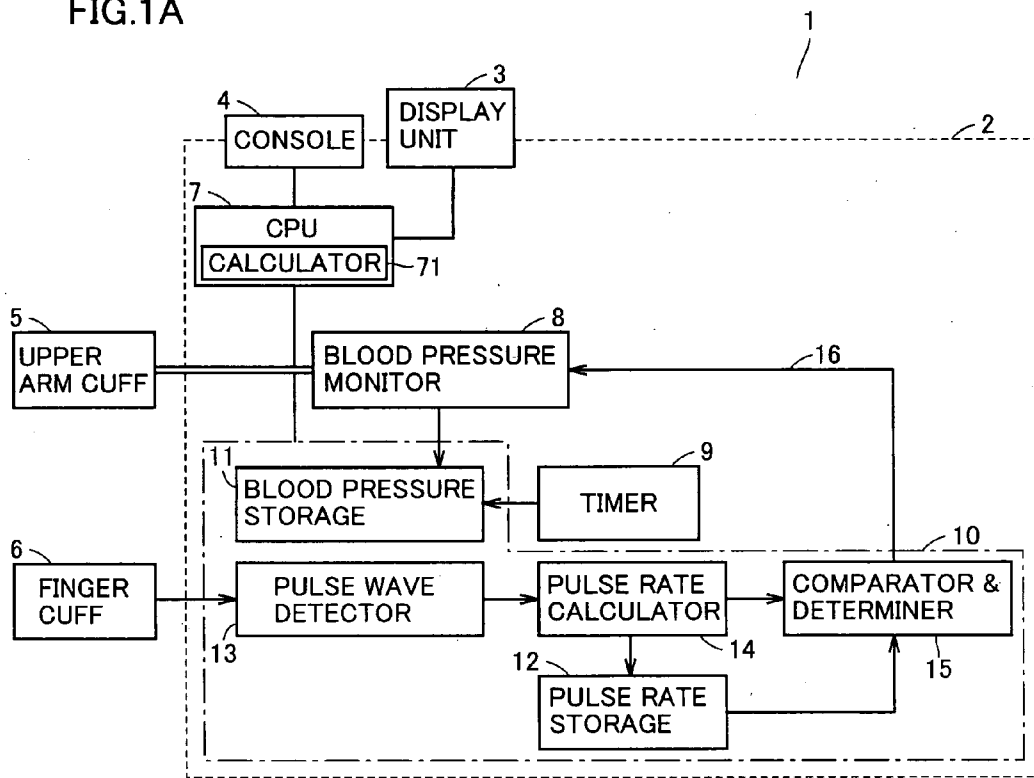 FIG.1A
1
3
4
DISPLAY
UNIT
2
CONSOLE
7
CPU
CALCULATOR
71
5
8
UPPER
ARM CUFF
BLOOD PRESSURE
MONITOR
16
11
9
BLOOD PRESSURE
STORAGE
TIMER
10
6
FINGER
CUFF
PULSE WAVE
DETECTOR
PULSE RATE
CALCULATOR
COMPARATOR &
DETERMINER
13
14
15
12
PULSE RATE
STORAGE